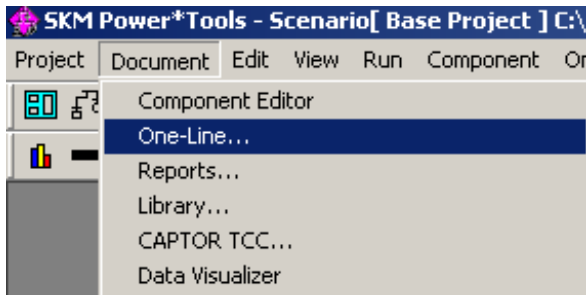 SKM Power*Tools - Scenario[ Base Project ] C:\
Project Document Edit View Run Component
Component Editor
One-Line...
Reports...
Library...
CAPTOR TCC...
Data Visualizer